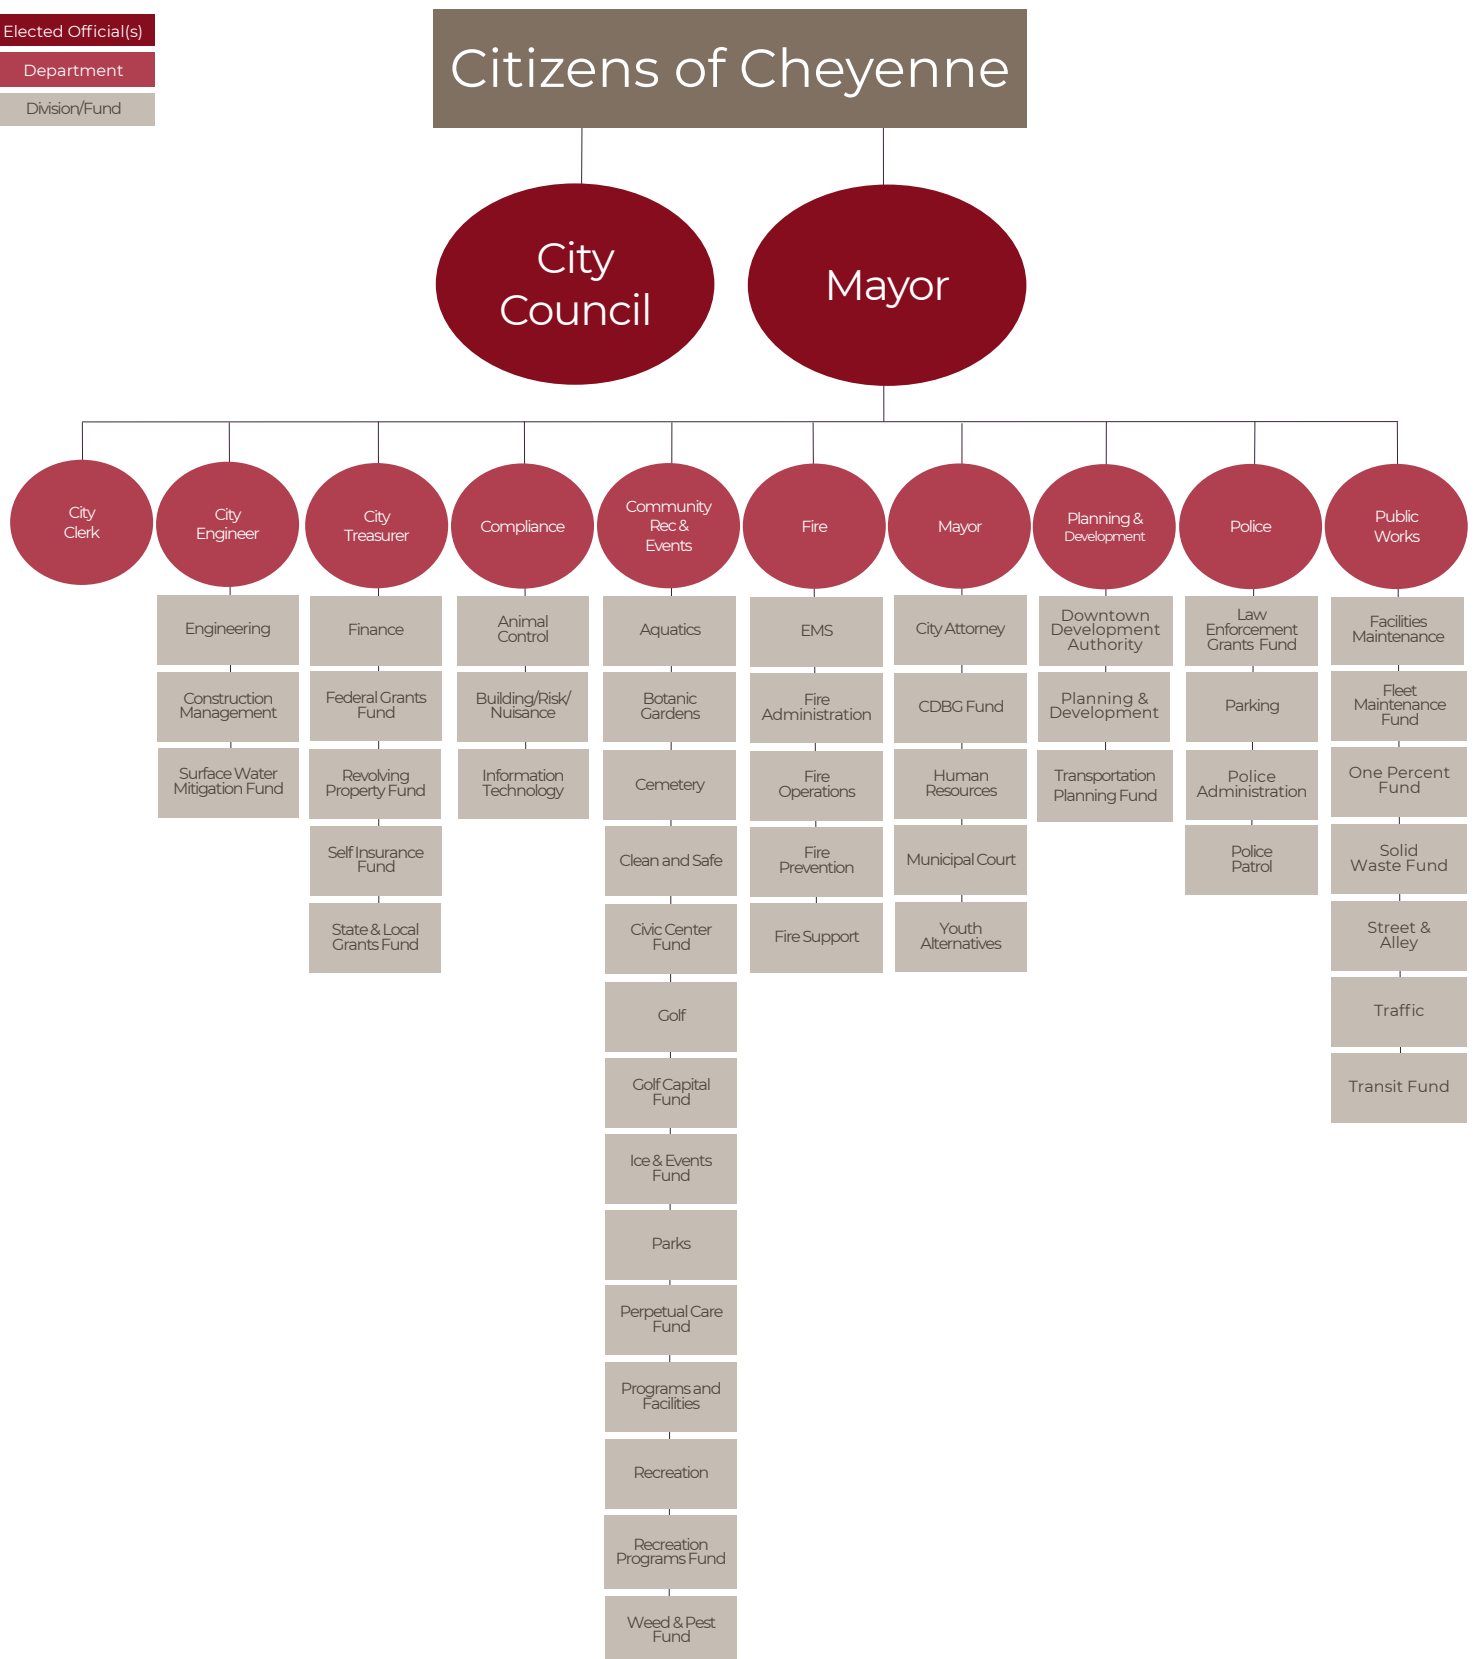 Elected Official(s)
Department
Division/Fund
Citizens of Cheyenne
City
Council
Mayor
City
Clerk
City
Engineer
City
Treasurer
Compliance
Community
Rec &
Events
Fire
Mayor
Planning &
Development
Police
Public
Works
Engineering
Construction
Management
Surface Water
Mitigation Fund
Finance
Federal Grants
Fund
Revolving
Property Fund
Self Insurance
Fund
State & Local
Grants Fund
Animal
Control
Building/Risk/
Nuisance
Information
Technology
Aquatics
Botanic
Gardens
Cemetery
Clean and Safe
Civic Center
Fund
Golf
Golf Capital
Fund
Ice & Events
Fund
Parks
Perpetual Care
Fund
Programs and
Facilities
Recreation
Recreation
Programs Fund
Weed & Pest
Fund
EMS
Fire
Administration
Fire
Operations
Fire
Prevention
Fire Support
City Attorney
CDBG Fund
Human
Resources
Municipal Court
Youth
Alternatives
Downtown
Development
Authority
Planning &
Development
Transportation
Planning Fund
Law
Enforcement
Grants Fund
Parking
Police
Administration
Police
Patrol
Facilities
Maintenance
Fleet
Maintenance
Fund
One Percent
Fund
Solid
Waste Fund
Street &
Alley
Traffic
Transit Fund